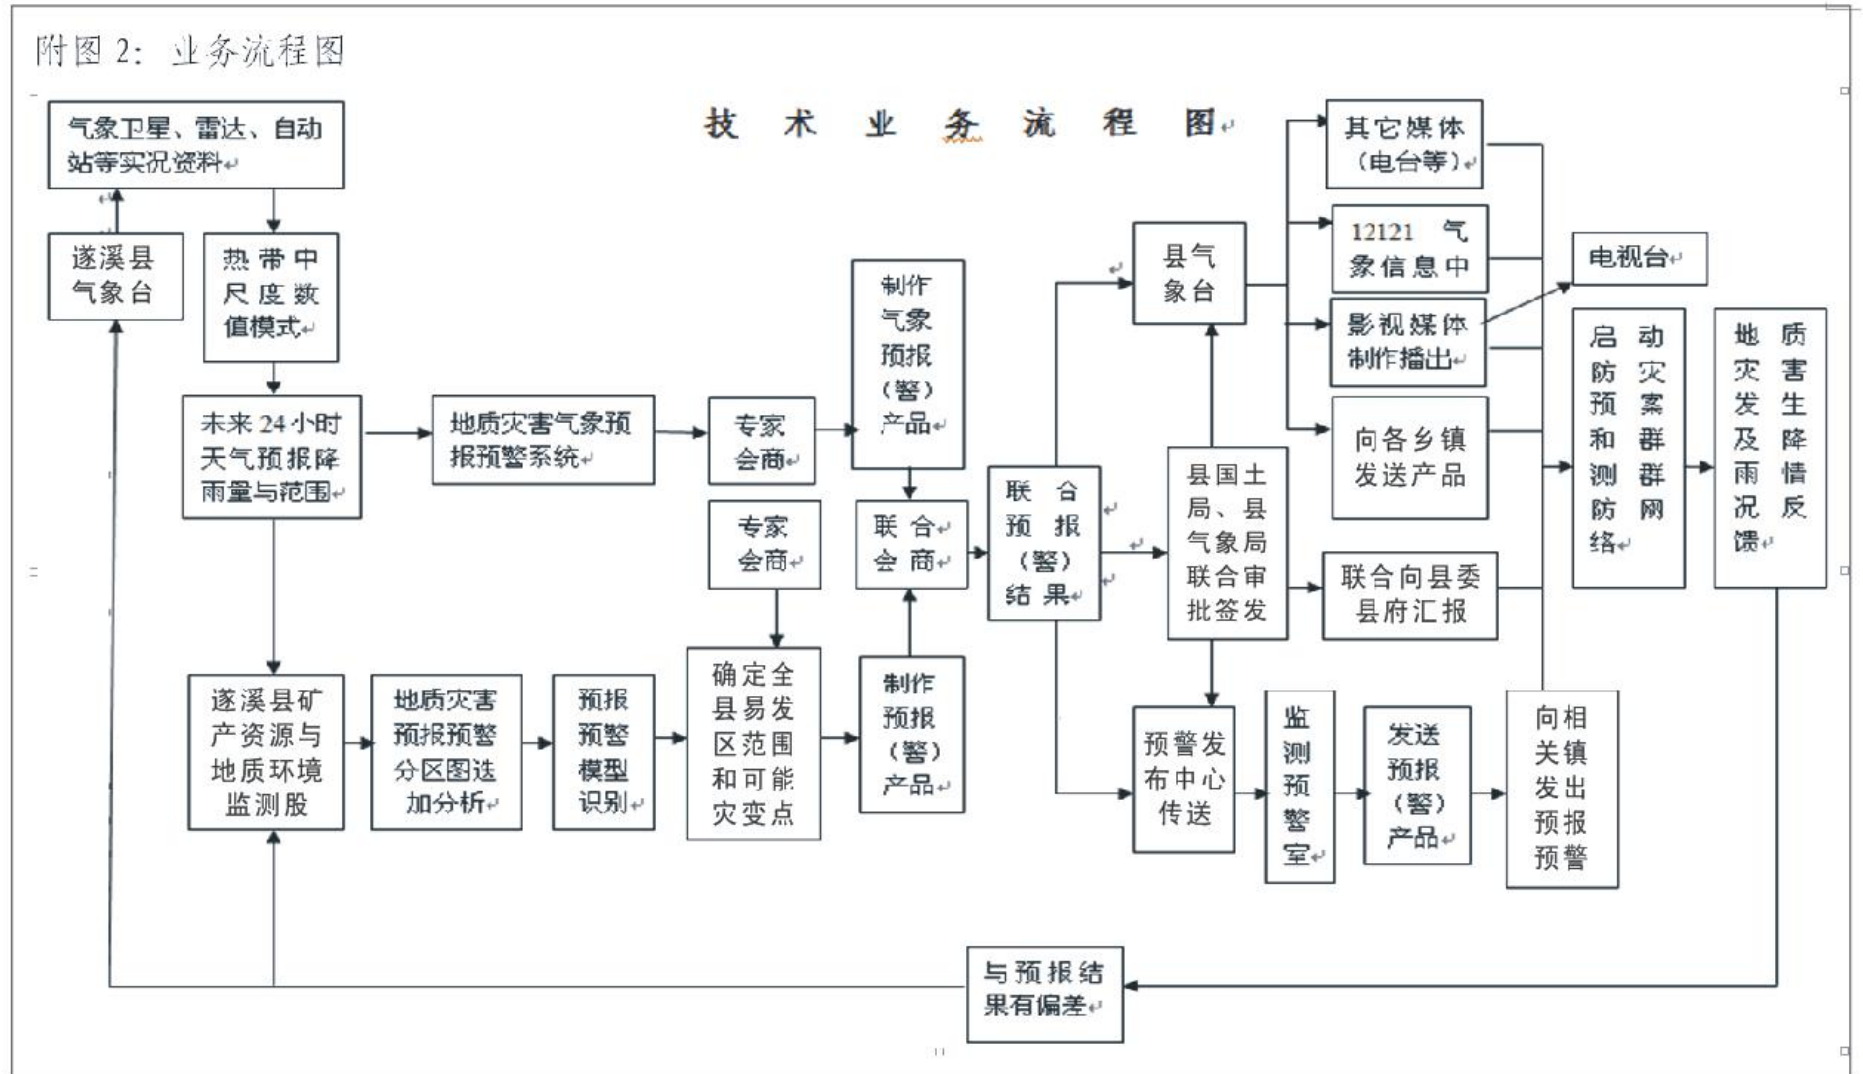 附图 2：业务流程图
技术业务流程图
气象卫星、雷达、自动
站等实况资料
遂溪县
气象台
热带中
尺度数
值模式
未来 24 小时
天气预报降
雨量与范围
地质灾害气象预
报预警系统
专家
会商
制作
气象
预报
（警）
产品
专家
会商
联合
会商
遂溪县矿
产资源与
地质环境
监测股
地质灾害
预报预警
分区图迭
加分析
预报
预警
模型
识别
确定全
县易发
区范围
和可能
灾变点
制作
预报
（警）
产品
联合
预报
（警）
结果
县气
象台
县国土
局、县
气象局
联合审
批签发
预警发
布中心
传送
其它媒体
（电台等）
12121 气
象信息中
影视媒体
制作播出
电视台
向各乡镇
发送产品
联合向县委
县府汇报
监
测
预
警
室
发送
预报
（警）
产品
向相
关镇
发出
预报
预警
启动
防灾
预案
和群
测群
防网
络
地质
灾害
发生
及降
雨情
况反
馈
与预报结
果有偏差